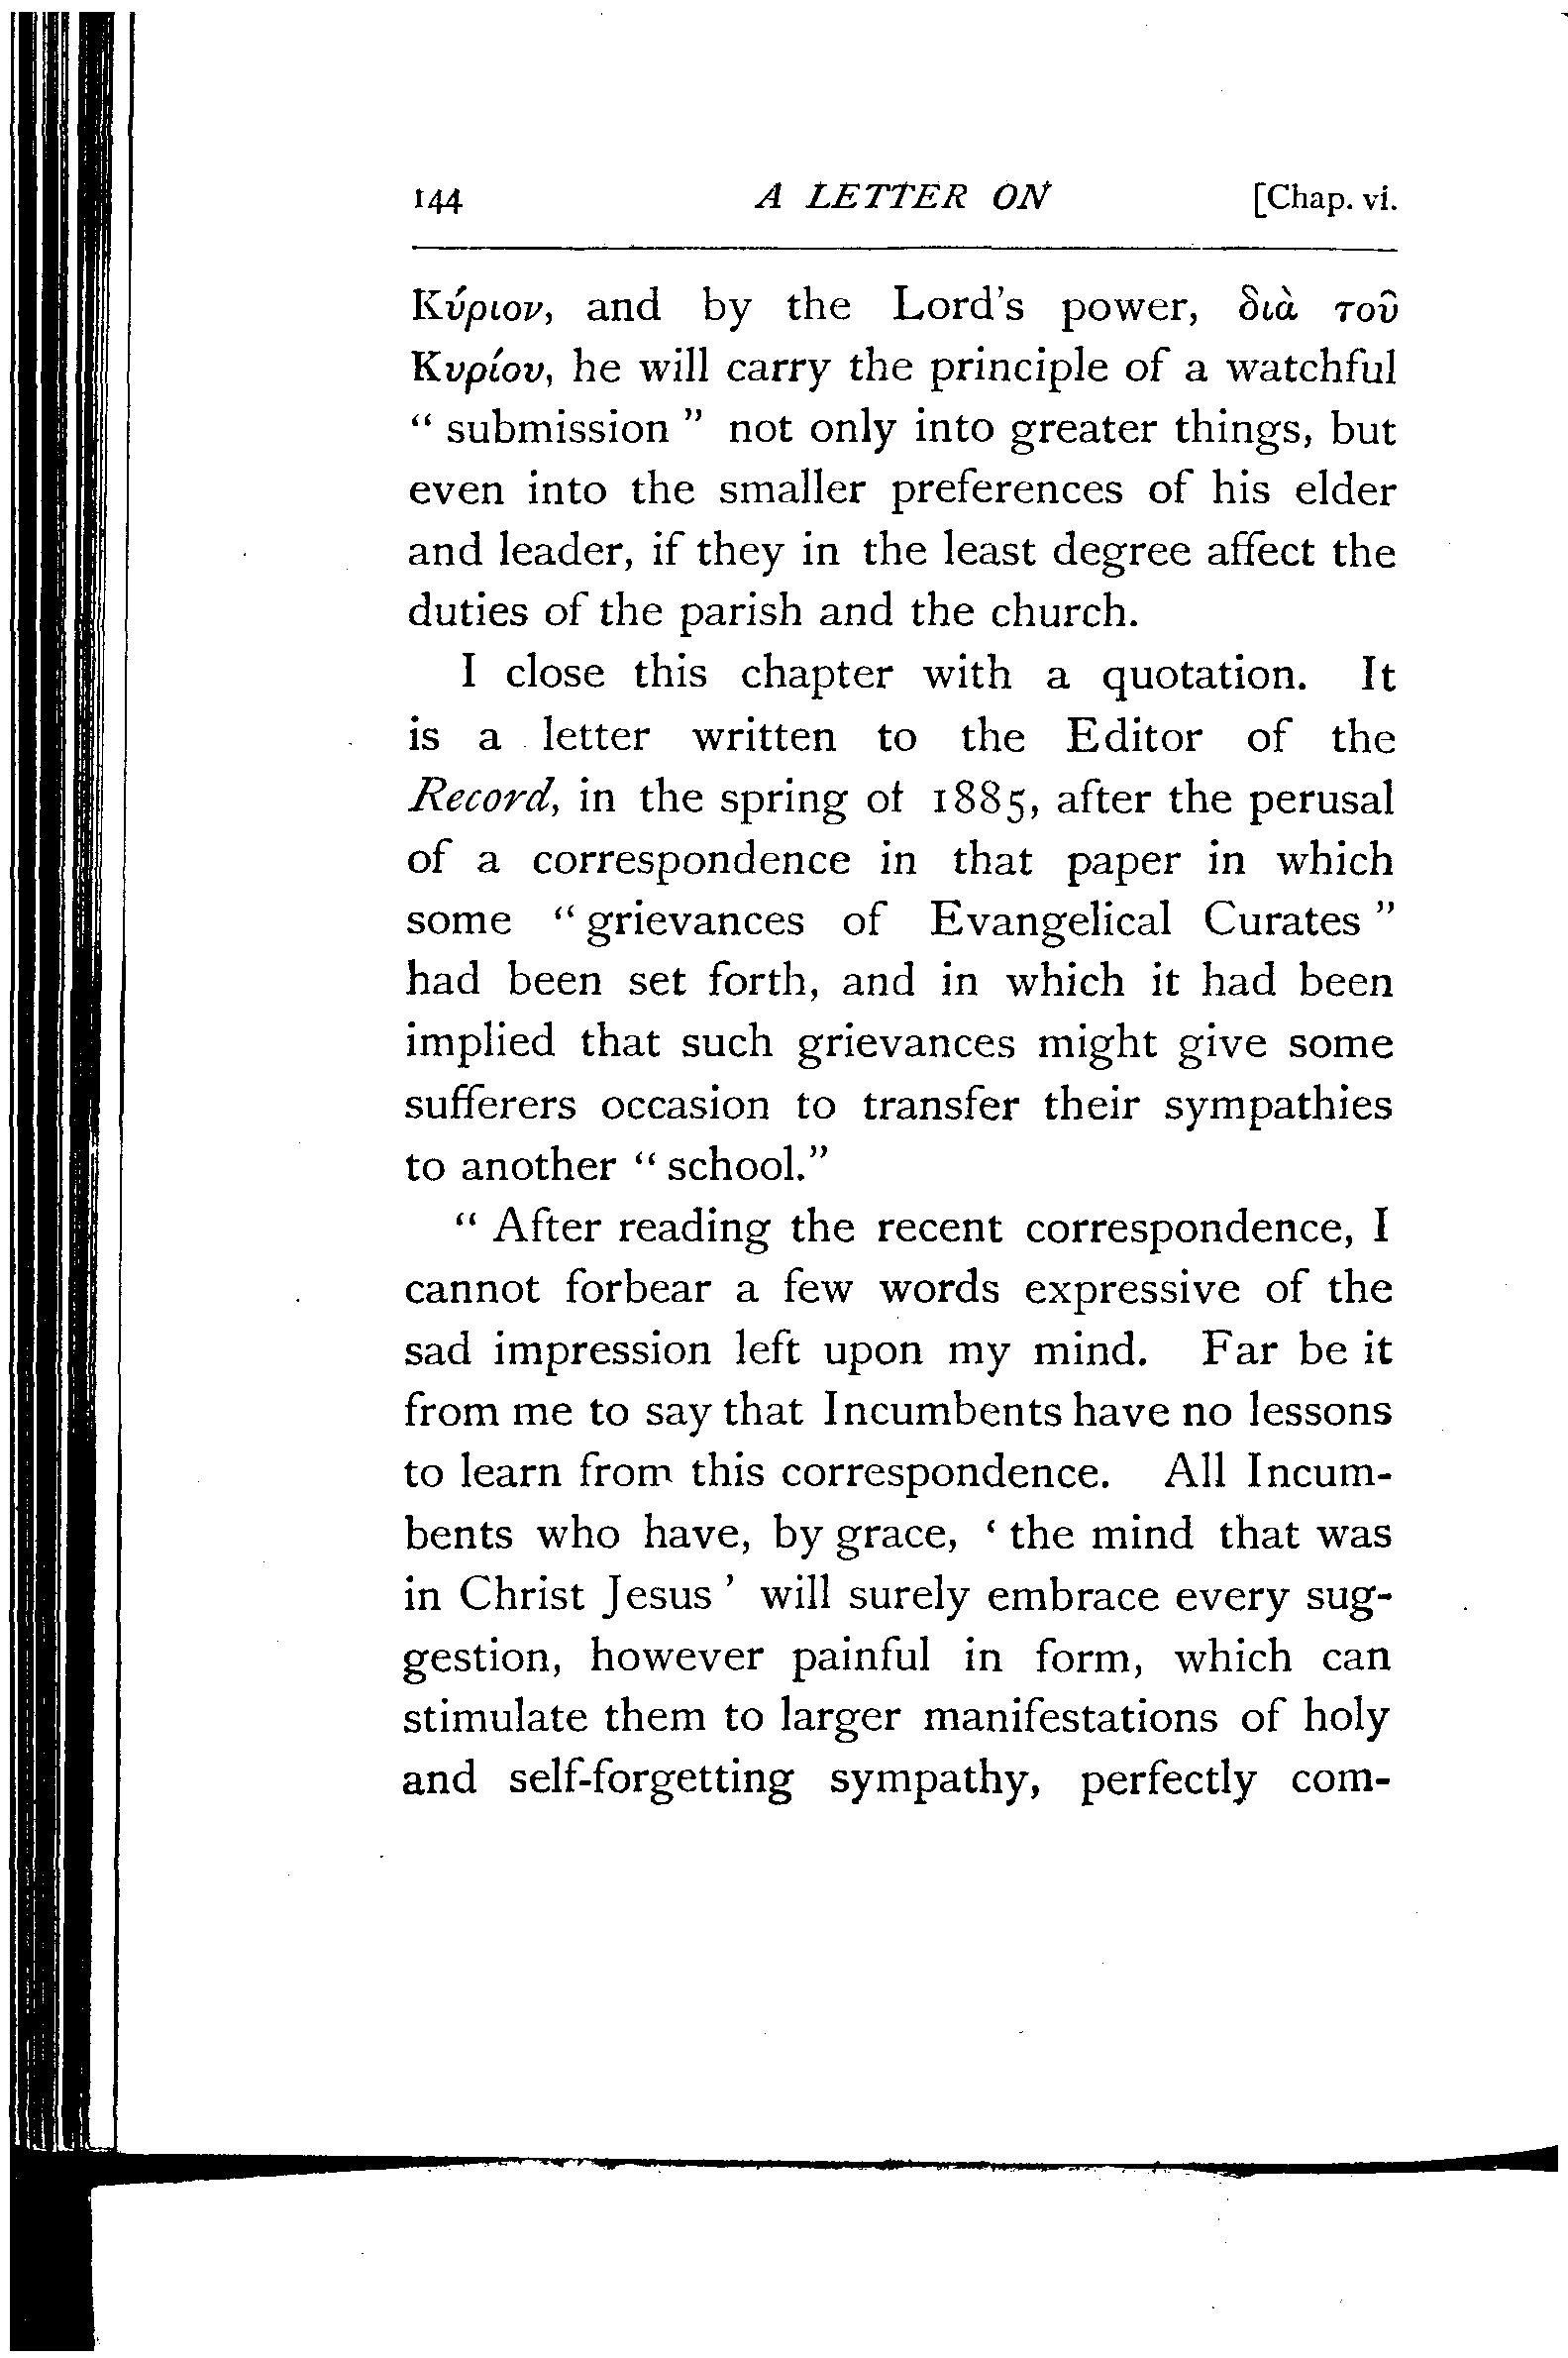 144 A LETTER ON [Chap. vi.
Κύριον, and by the Lord's power, διὰ τοῦ
Κυρίου, he will carry the principle of a watchful
“ submission ” not only into greater things, but
even into the smaller preferences of his elder
and leader, if they in the least degree affect the
duties of the parish and the church.
I close this chapter with a quotation. It
is a letter written to the Editor of the
Record, in the spring of 1885, after the perusal
of a correspondence in that paper in which
some “ grievances of Evangelical Curates ”
had been set forth, and in which it had been
implied that such grievances might give some
sufferers occasion to transfer their sympathies
to another “ school.”
“ After reading the recent correspondence, I
cannot forbear a few words expressive of the
sad impression left upon my mind. Far be it
from me to say that Incumbents have no lessons
to learn from this correspondence. All Incum-
bents who have, by grace, ‘ the mind that was
in Christ Jesus ’ will surely embrace every sug-
gestion, however painful in form, which can
stimulate them to larger manifestations of holy
and self-forgetting sympathy, perfectly com-